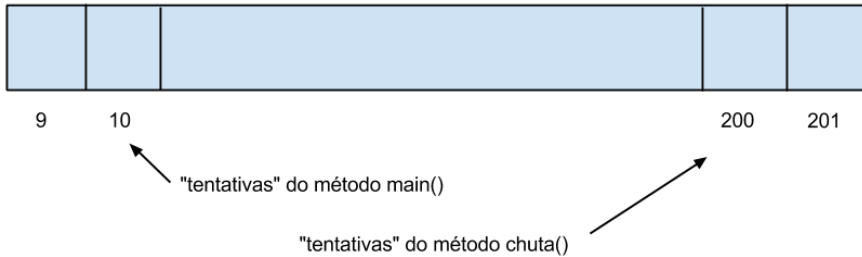 9 10 200 201
"tentativas" do método main()
"tentativas" do método chuta()